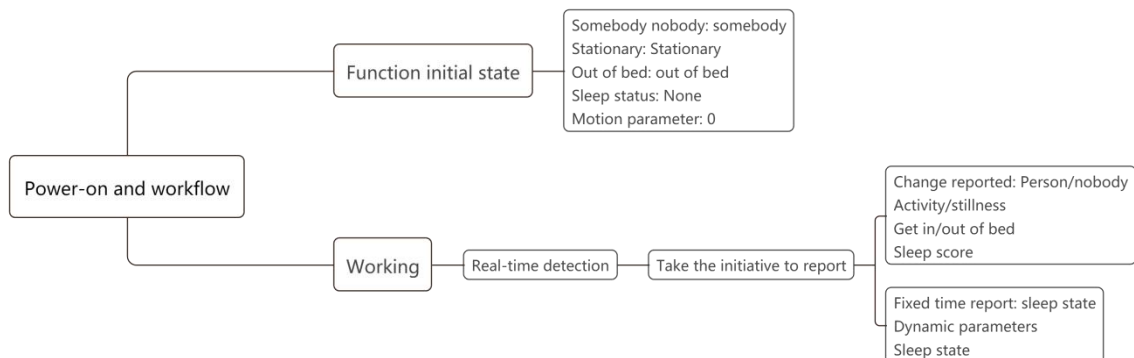 Power-on and workflow
Function initial state
Somebody nobody: somebody
Stationary: Stationary
Out of bed: out of bed
Sleep status: None
Motion parameter: 0
Working
Real-time detection
Take the initiative to report
Change reported: Person/nobody
Activity/stillness
Get in/out of bed
Sleep score
Fixed time report: sleep state
Dynamic parameters
Sleep state